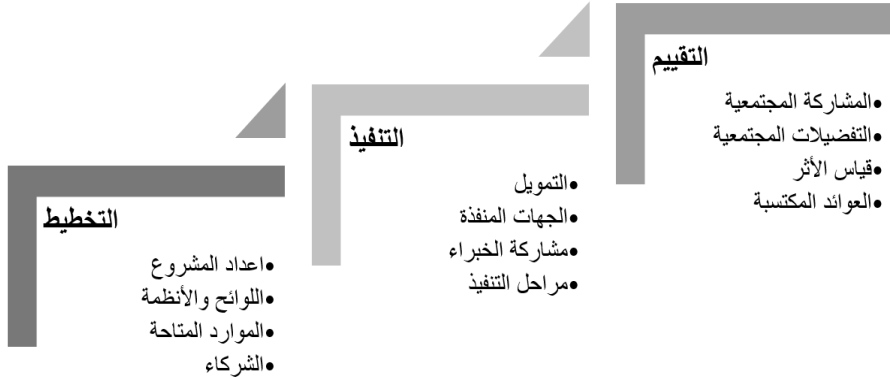 التخطيط
•اعداد المشروع
•اللوائح والأنظمة
•الموارد المتاحة
•الشركاء
التنفيذ
•التمويل
•الجهات المنفذة
•مشاركة الخبراء
•مراحل التنفيذ
التقييم
•المشاركة المجتمعية
•التفضيلات المجتمعية
•قياس الأثر
•العوائد المكتسبة